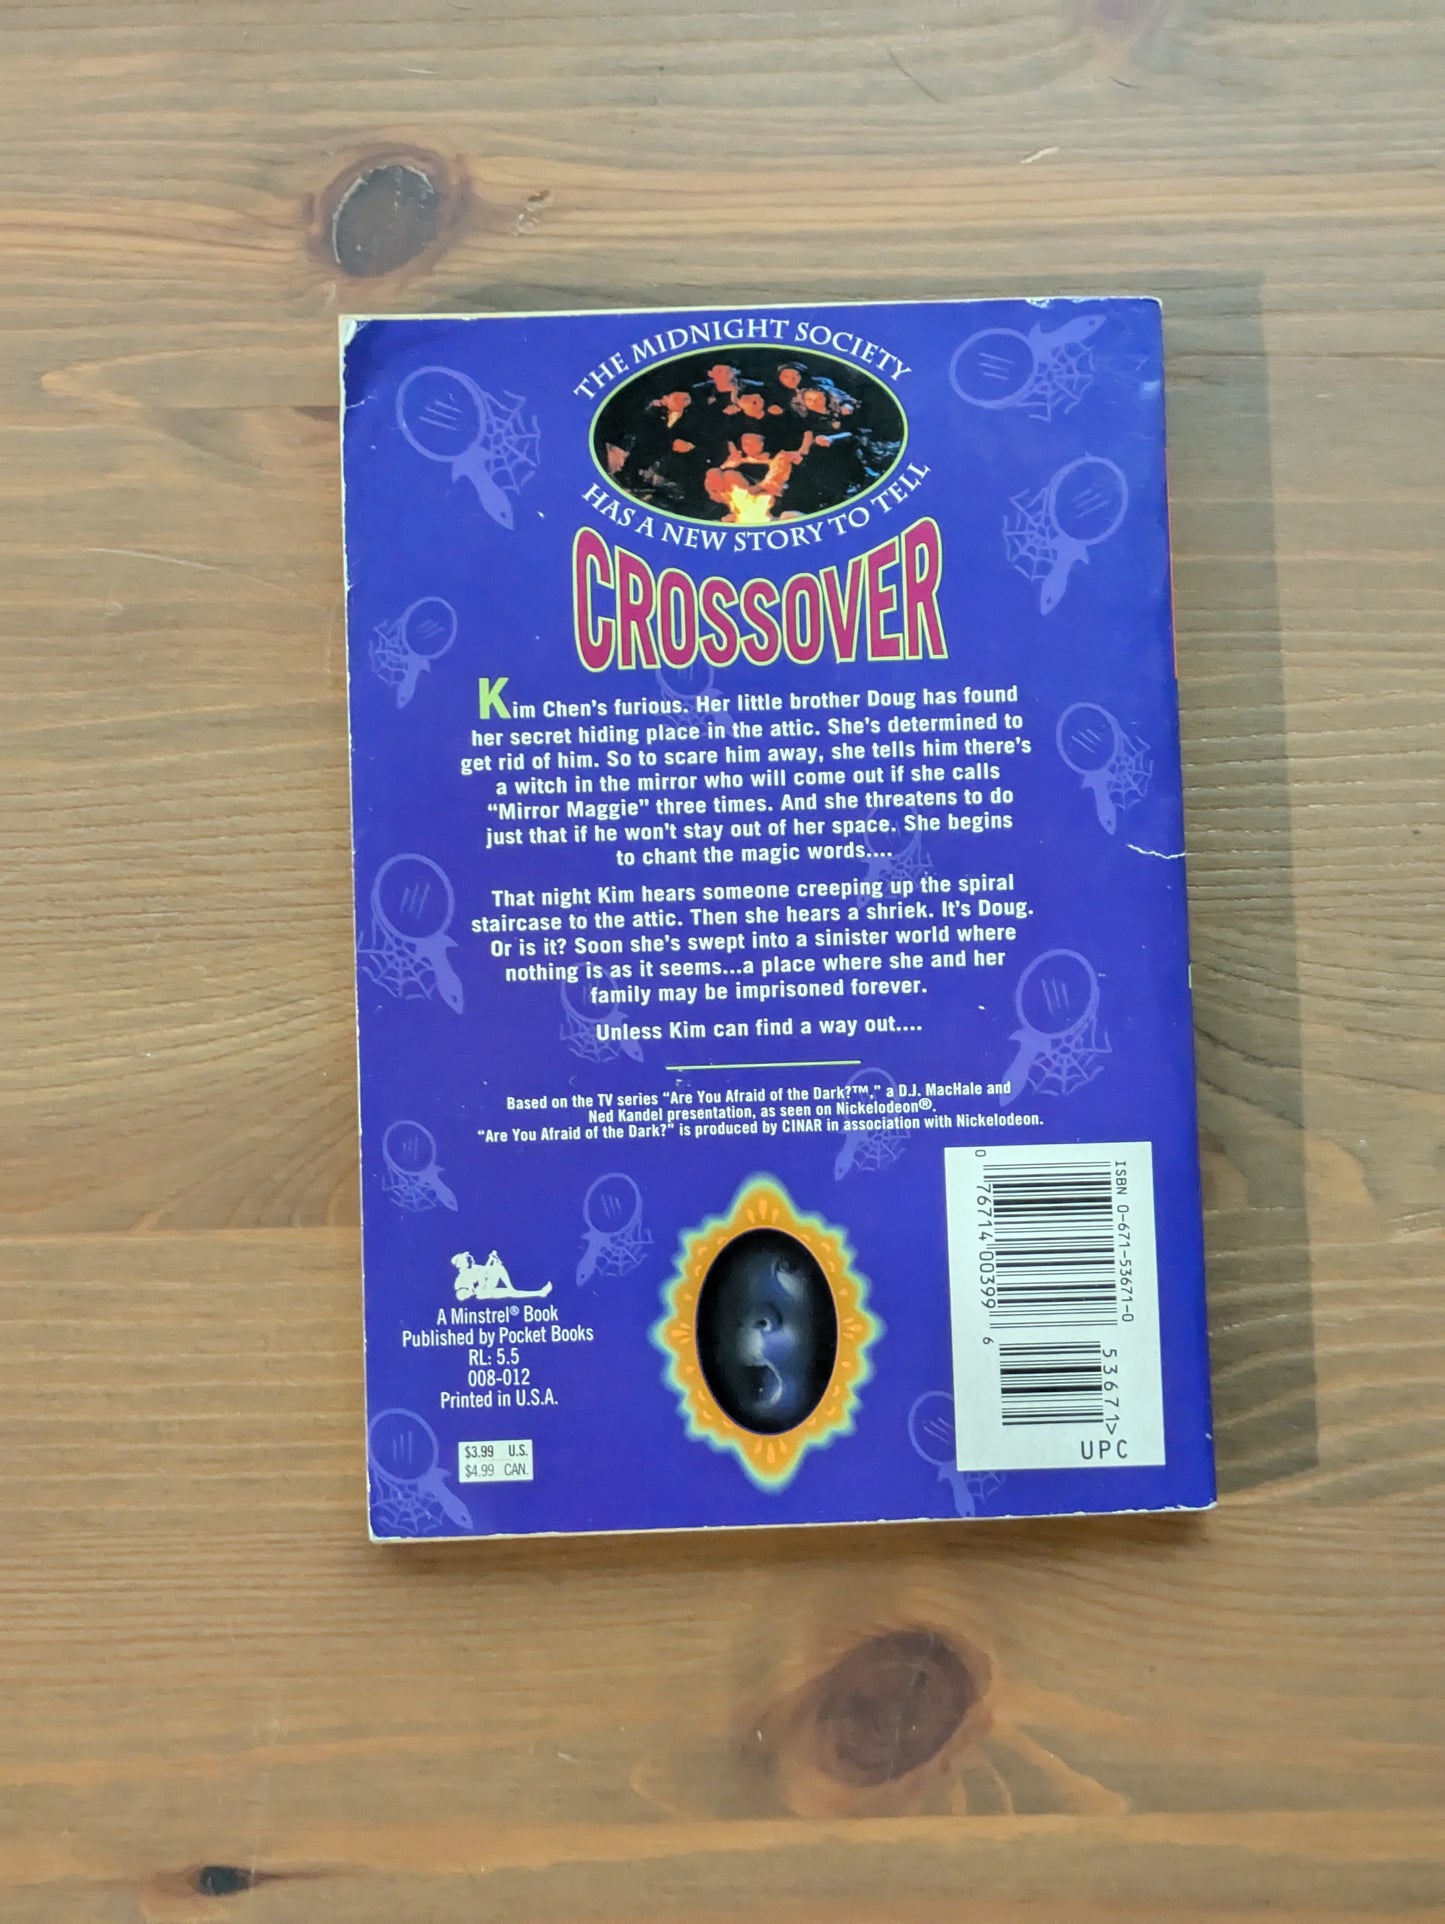 THE MIDNIGHT SOCIETY
HAS A NEW STORY TO TELL
CROSSOVER
Kim Chen's furious. Her little brother Doug has found
her secret hiding place in the attic. She's determined to
get rid of him. So to scare him away, she tells him there's
a witch in the mirror who will come out if she calls
“Mirror Maggie” three times. And she threatens to do
just that if he won't stay out of her space. She begins
to chant the magic words....
That night Kim hears someone creeping up the spiral
staircase to the attic. Then she hears a shriek. It's Doug.
Or is it? Soon she's swept into a sinister world where
nothing is as it seems...a place where she and her
family may be imprisoned forever.
Unless Kim can find a way out....
Based on the TV series “Are You Afraid of the Dark?™,” a D.J. MacHale and
Ned Kandel presentation, as seen on Nickelodeon®.
“Are You Afraid of the Dark?” is produced by CINAR in association with Nickelodeon.
A Minstrel® Book
Published by Pocket Books
RL: 5.5
008-012
Printed in U.S.A.
$3.99 U.S.
$4.99 CAN.
ISBN 0-671-53671-0
0 76714 00399 6
53671>
UPC